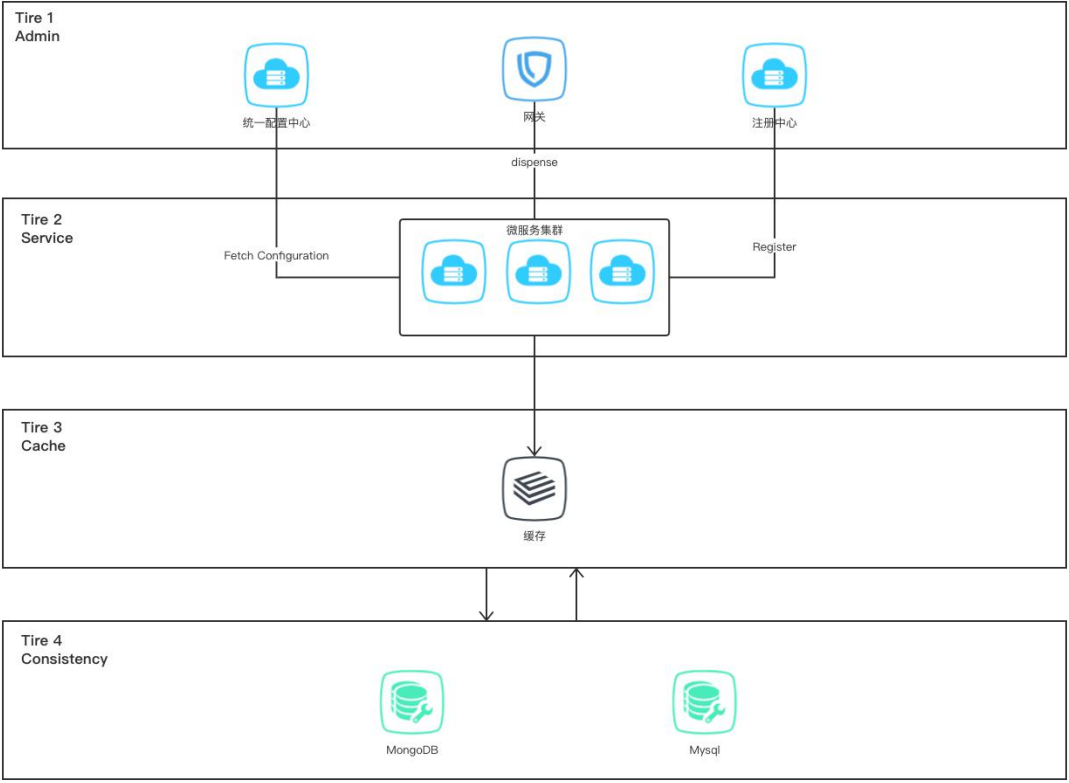 Tire 1
Admin
统一配置中心
网关
注册中心
dispense
Tire 2
Service
微服务集群
Fetch Configuration
Register
Tire 3
Cache
缓存
Tire 4
Consistency
MongoDB
Mysql